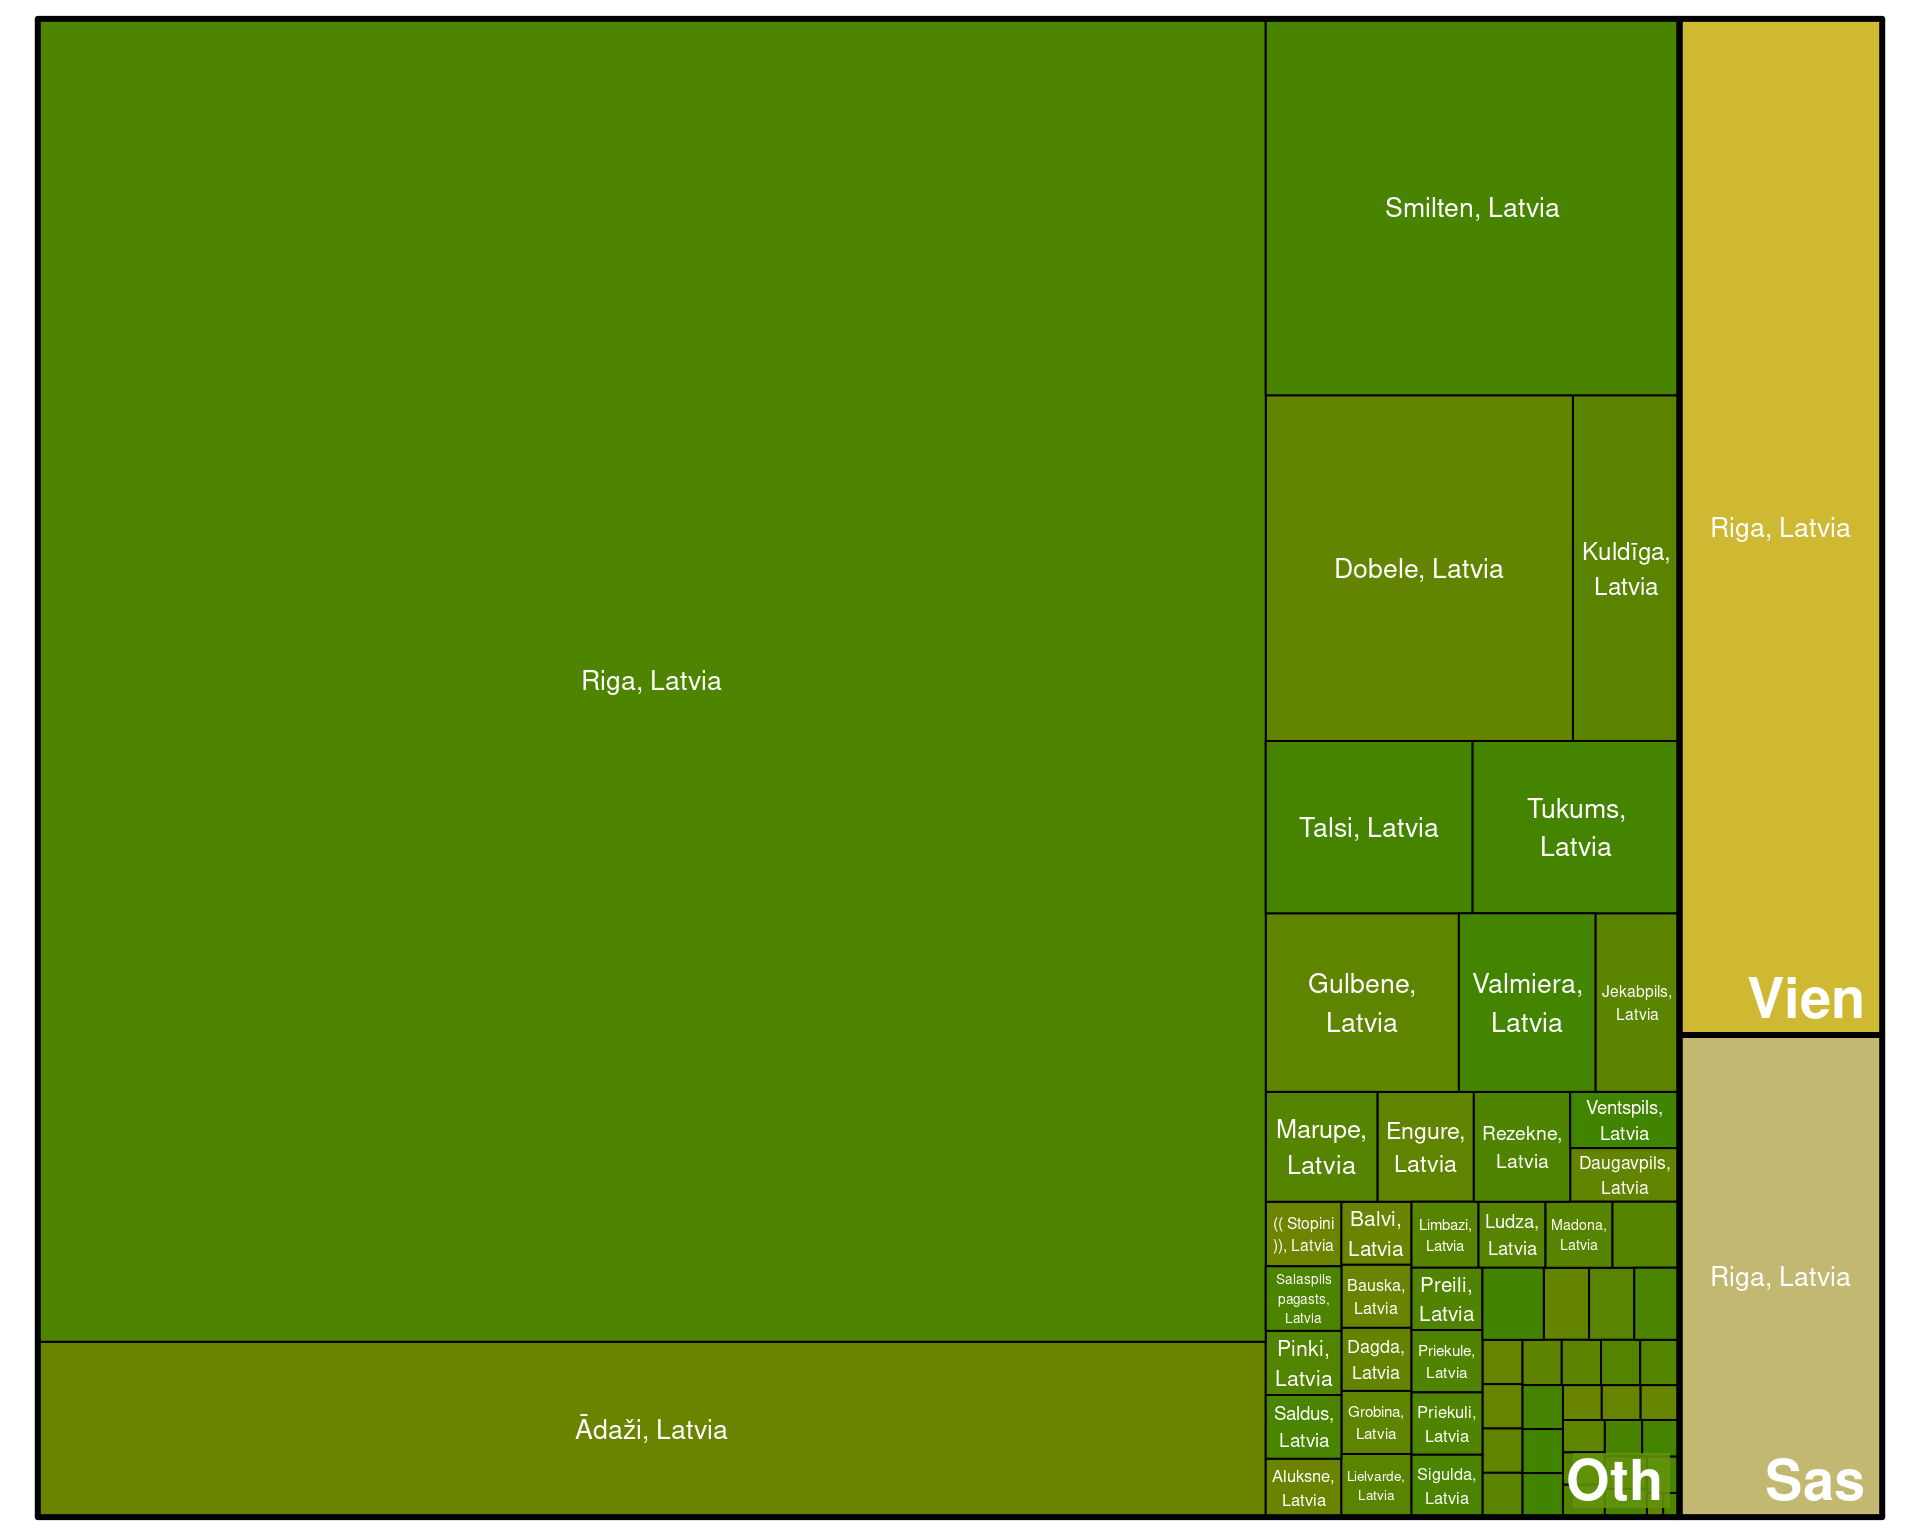 Riga, Latvia
Ādaži, Latvia
Smilten, Latvia
Dobele, Latvia
Kuldīga,
Latvia
Talsi, Latvia
Tukums,
Latvia
Gulbene,
Latvia
Valmiera,
Latvia
Jekabpils,
Latvia
Marupe,
Latvia
Engure,
Latvia
Rezekne,
Latvia
Ventspils,
Latvia
Daugavpils,
Latvia
(( Stopini
)), Latvia
Salaspils
pagasts,
Latvia
Pinki,
Latvia
Saldus,
Latvia
Aluksne,
Latvia
Balvi,
Latvia
Bauska,
Latvia
Dagda,
Latvia
Grobina,
Latvia
Lielvarde,
Latvia
Limbazi,
Latvia
Ludza,
Latvia
Madona,
Latvia
Preili,
Latvia
Priekule,
Latvia
Priekuli,
Latvia
Sigulda,
Latvia
Oth
Riga, Latvia
Vien
Riga, Latvia
Sas